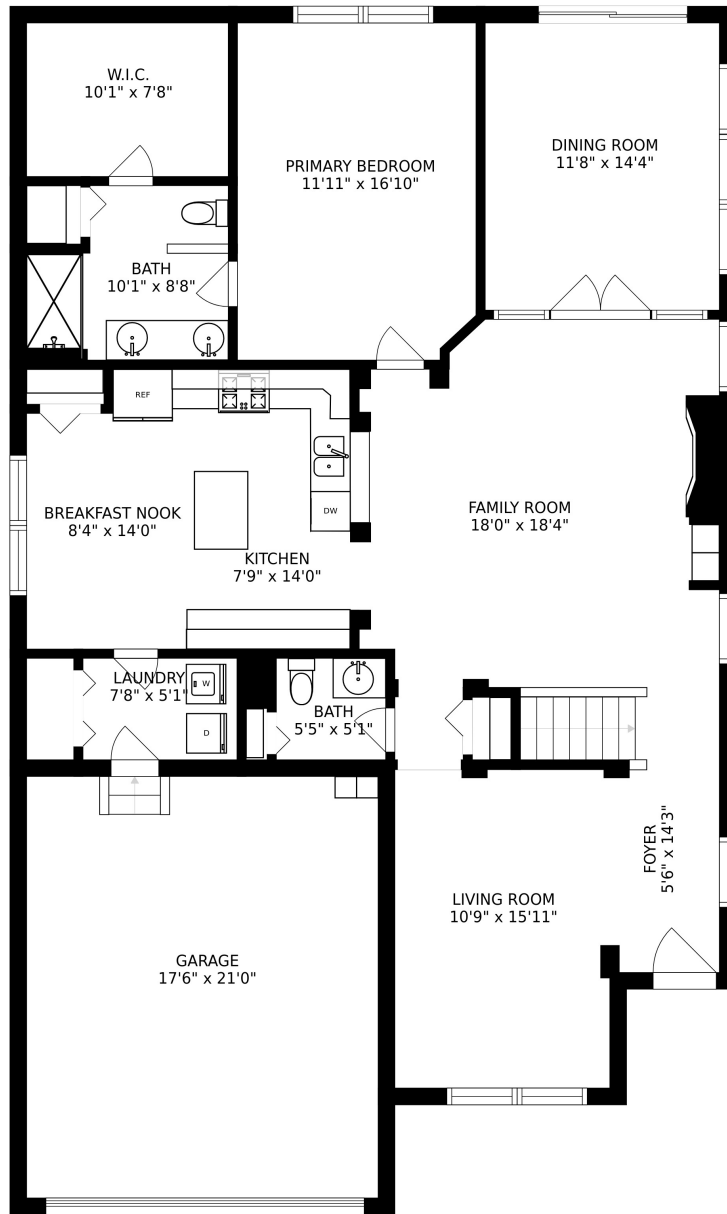 W.I.C.
10'1" x 7'8"
PRIMARY BEDROOM
11'11" x 16'10"
DINING ROOM
11'8" x 14'4"
BATH
10'1" x 8'8"
REF
BREAKFAST NOOK
8'4" x 14'0"
DW
KITCHEN
7'9" x 14'0"
FAMILY ROOM
18'0" x 18'4"
LAUNDRY
7'8" x 5'1"
W
D
BATH
5'5" x 5'1"
FOYER
5'6" x 14'3"
LIVING ROOM
10'9" x 15'11"
GARAGE
17'6" x 21'0"